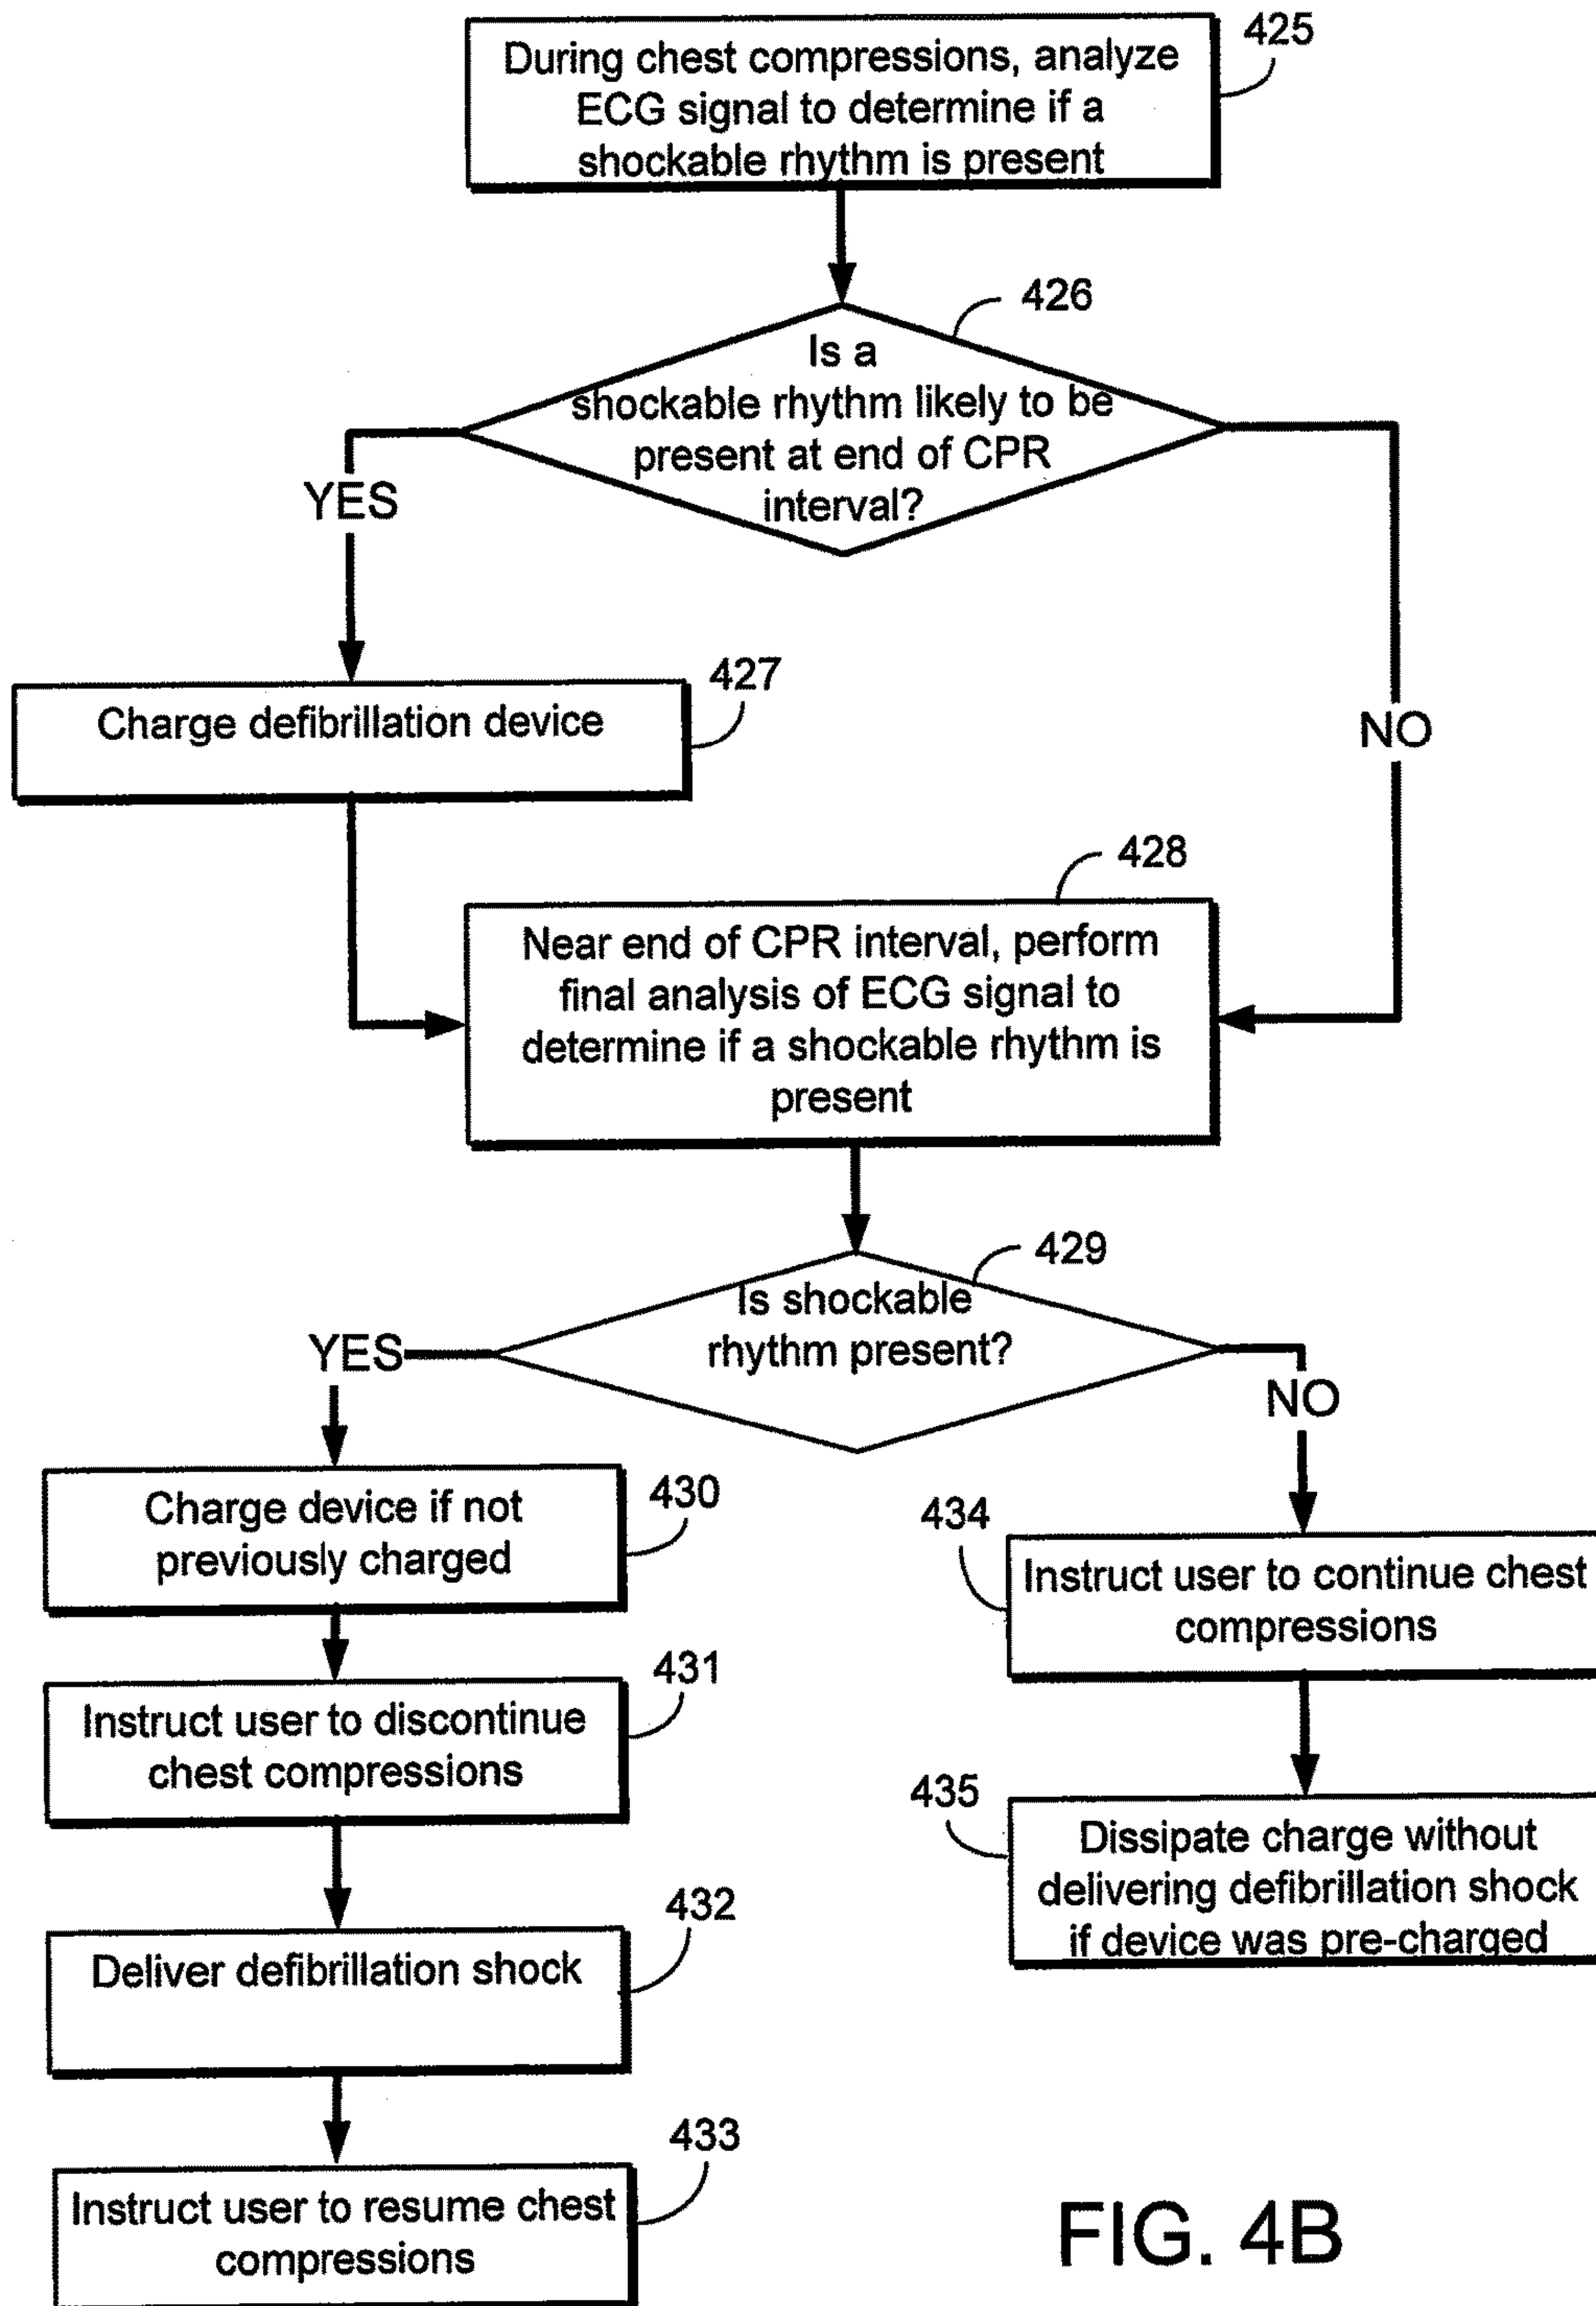 425
During chest compressions, analyze
ECG signal to determine if a
shockable rhythm is present
426
Is a
shockable rhythm likely to be
present at end of CPR
interval?
YES
NO
427
Charge defibrillation device
428
Near end of CPR interval, perform
final analysis of ECG signal to
determine if a shockable rhythm is
present
429
Is shockable
rhythm present?
YES
NO
430
Charge device if not
previously charged
434
Instruct user to continue chest
compressions
431
Instruct user to discontinue
chest compressions
435
Dissipate charge without
delivering defibrillation shock
if device was pre-charged
432
Deliver defibrillation shock
433
Instruct user to resume chest
compressions
FIG. 4B